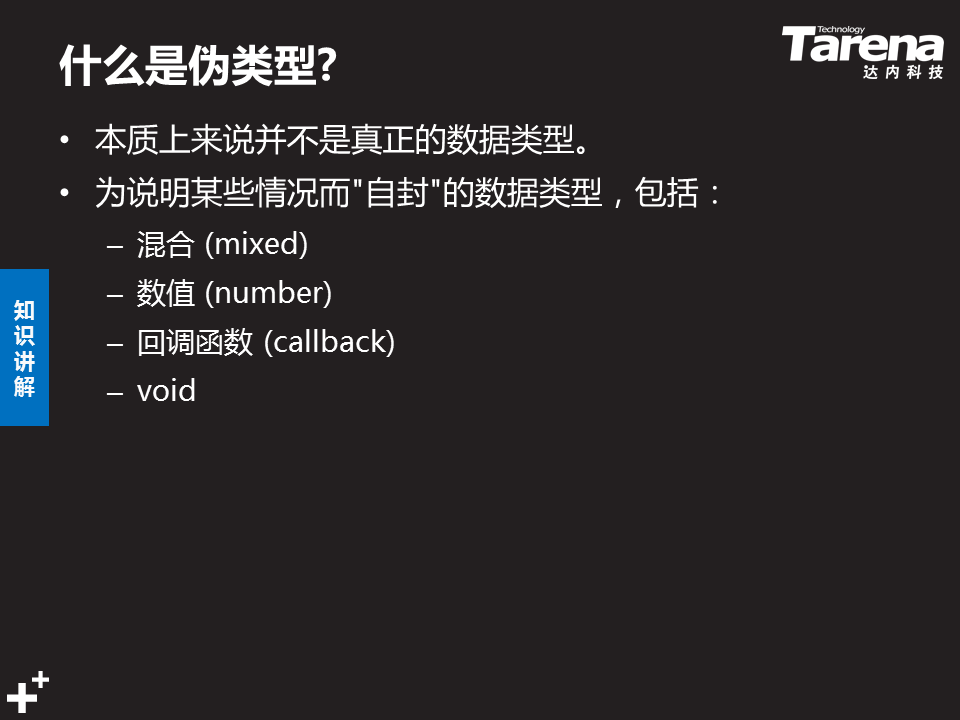 什么是伪类型?
Technology
Tarena
达内科技
• 本质上来说并不是真正的数据类型。
• 为说明某些情况而"自封"的数据类型，包括：
– 混合 (mixed)
– 数值 (number)
– 回调函数 (callback)
– void
知识讲解